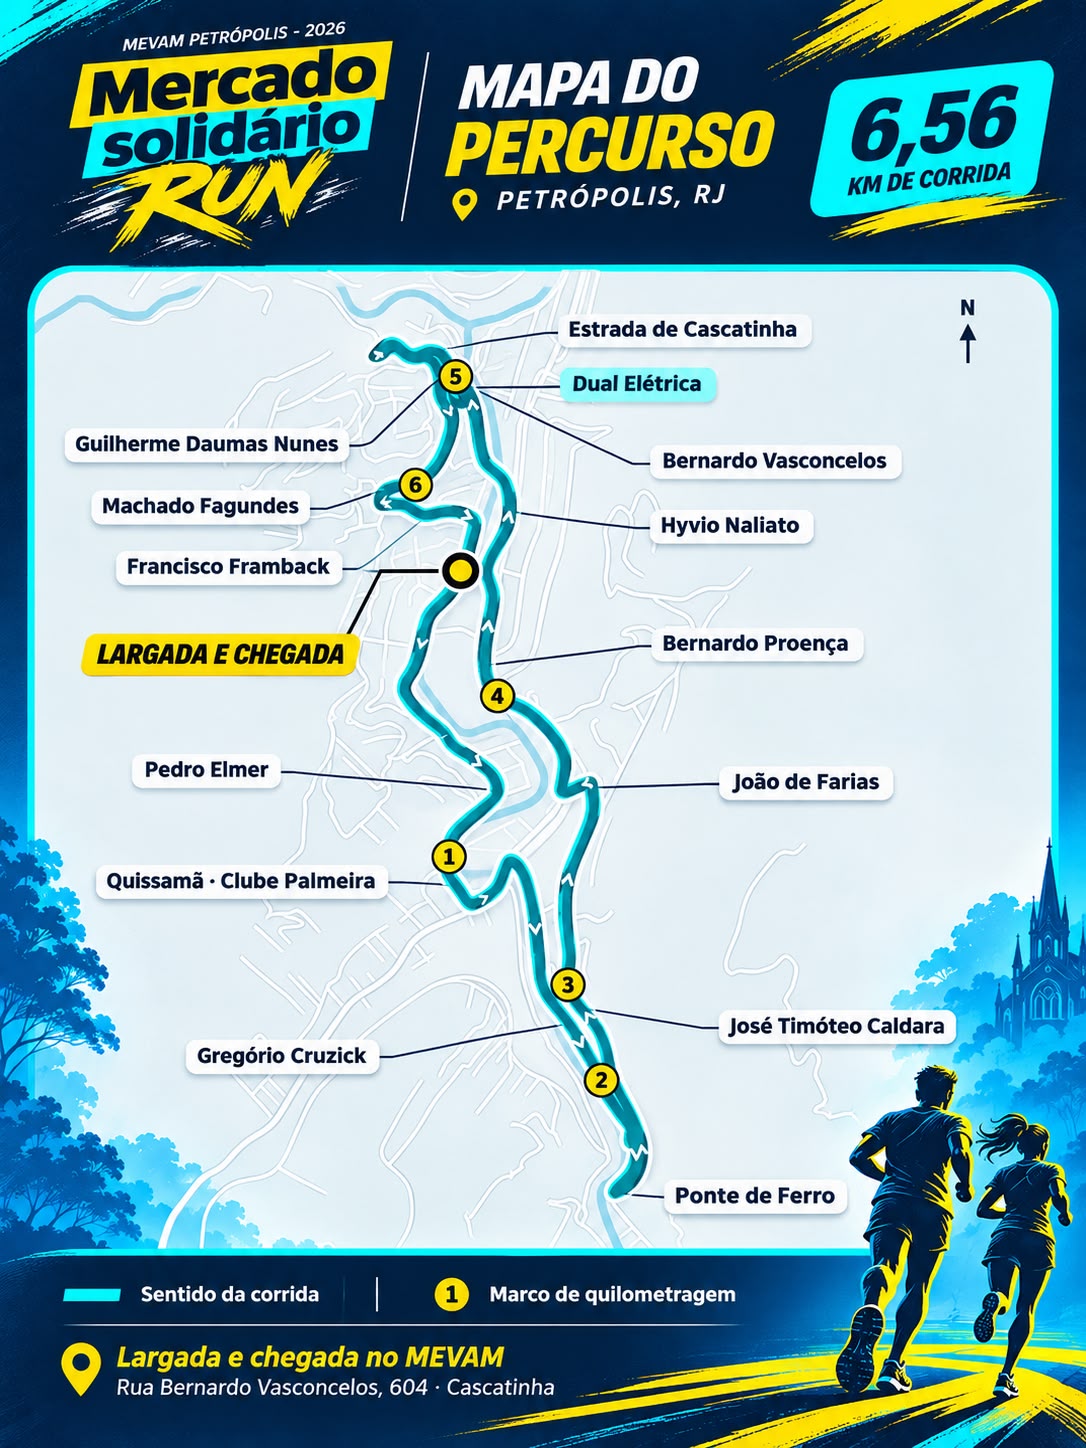 MEVAM PETRÓPOLIS - 2026
Mercado
solidário
RUN
MAPA DO
PERCURSO
PETRÓPOLIS, RJ
6,56
KM DE CORRIDA
N
Estrada de Cascatinha
5
Dual Elétrica
Guilherme Daumas Nunes
Bernardo Vasconcelos
6
Machado Fagundes
Hyvio Naliato
Francisco Framback
LARGADA E CHEGADA
Bernardo Proença
4
Pedro Elmer
João de Farias
1
Quissamã · Clube Palmeira
3
José Timóteo Caldara
Gregório Cruzick
2
Ponte de Ferro
Sentido da corrida
1 Marco de quilometragem
Largada e chegada no MEVAM
Rua Bernardo Vasconcelos, 604 · Cascatinha